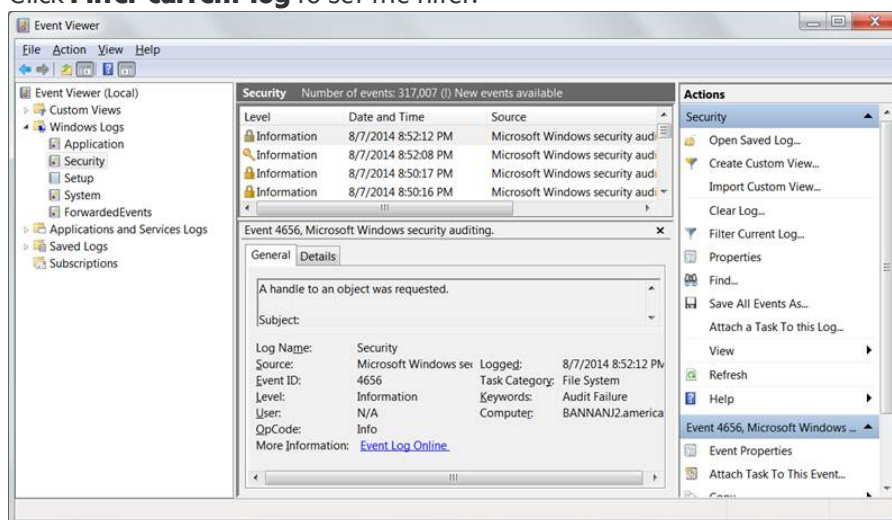 Click Filter current log to set the filter.
Event Viewer
File Action View Help
Event Viewer (Local)
Custom Views
Windows Logs
Application
Security
Setup
System
ForwardedEvents
Applications and Services Logs
Saved Logs
Subscriptions
Security Number of events: 317,007 (!) New events available
Level Date and Time Source
Information 8/7/2014 8:52:12 PM Microsoft Windows security audi
Information 8/7/2014 8:52:08 PM Microsoft Windows security audi
Information 8/7/2014 8:50:17 PM Microsoft Windows security audi
Information 8/7/2014 8:50:16 PM Microsoft Windows security audi
Event 4656, Microsoft Windows security auditing.
General Details
A handle to an object was requested.
Subject:
Log Name: Security
Source: Microsoft Windows sec Logged: 8/7/2014 8:52:12 PM
Event ID: 4656 Task Category: File System
Level: Information Keywords: Audit Failure
User: N/A Computer: BANNANJ2.america
OpCode: Info
More Information: Event Log Online
Actions
Security
Open Saved Log...
Create Custom View...
Import Custom View...
Clear Log...
Filter Current Log...
Properties
Find...
Save All Events As...
Attach a Task To this Log...
View
Refresh
Help
Event 4656, Microsoft Windows ...
Event Properties
Attach Task To This Event...
Copy